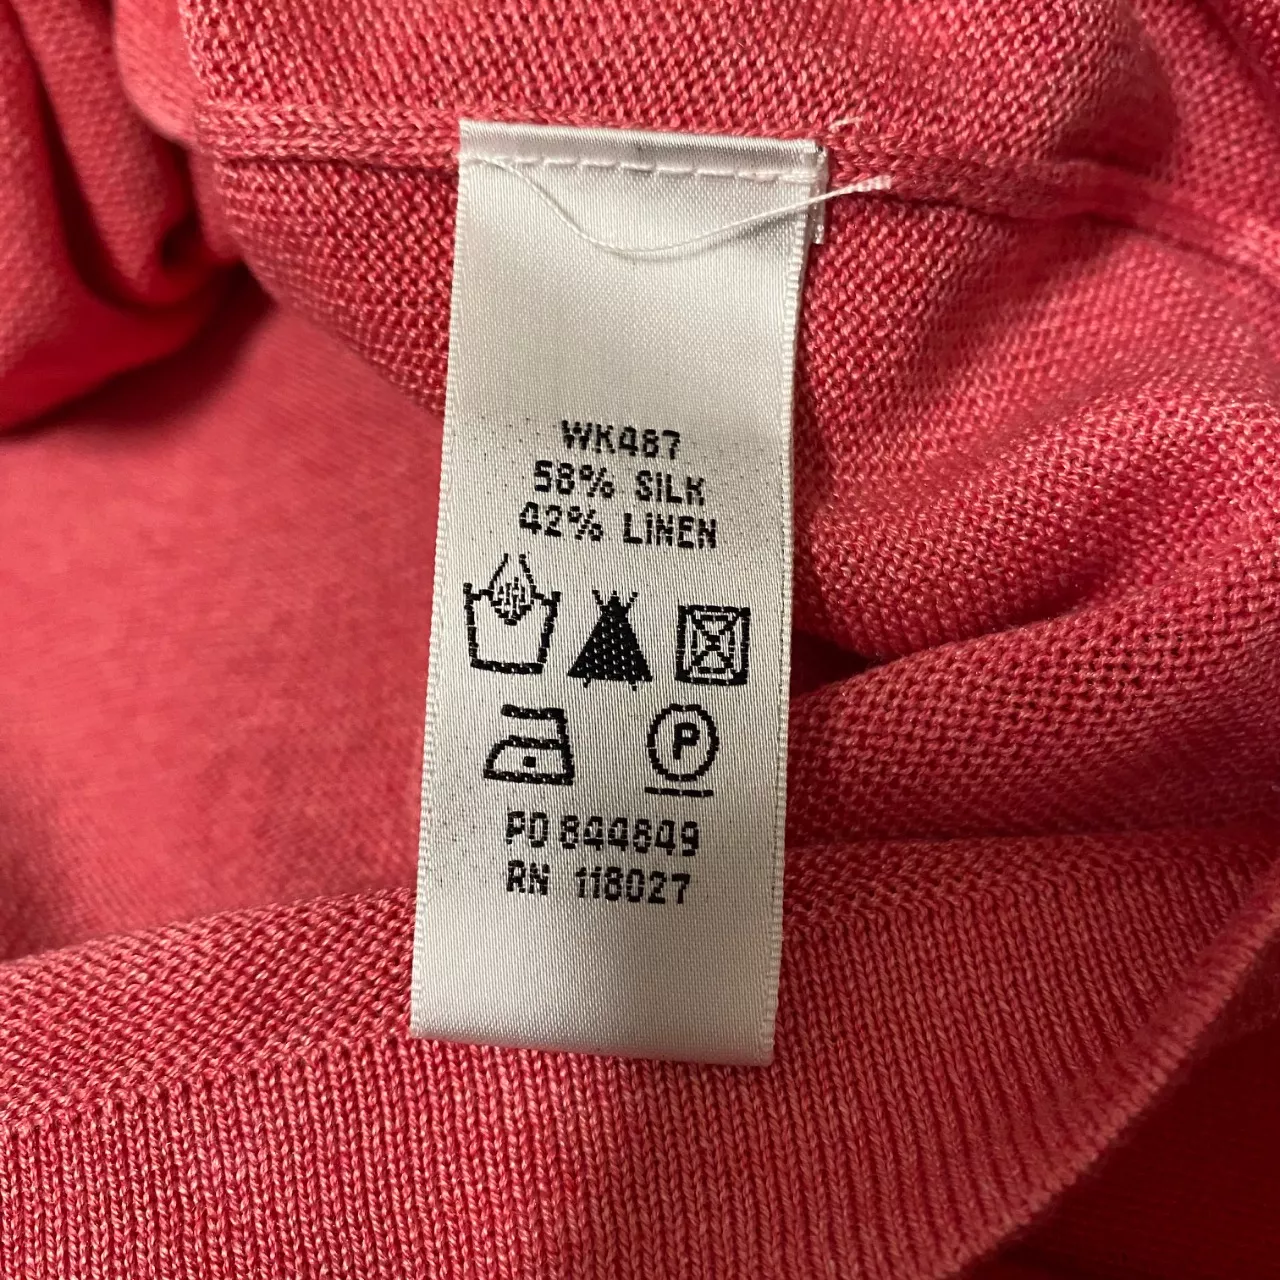 WK487
58% SILK
42% LINEN
P
PO 844849
RN 118027